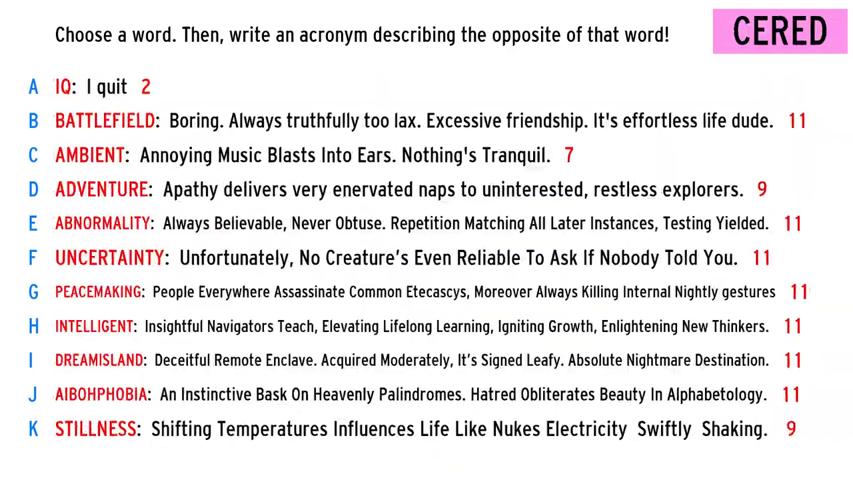 Choose a word. Then, write an acronym describing the opposite of that word!
CERED
A IQ: I quit 2
B BATTLEFIELD: Boring. Always truthfully too lax. Excessive friendship. It's effortless life dude. 11
C AMBIENT: Annoying Music Blasts Into Ears. Nothing's Tranquil. 7
D ADVENTURE: Apathy delivers very enervated naps to uninterested, restless explorers. 9
E ABNORMALITY: Always Believable, Never Obtuse. Repetition Matching All Later Instances, Testing Yielded. 11
F UNCERTAINTY: Unfortunately, No Creature's Even Reliable To Ask If Nobody Told You. 11
G PEACEMAKING: People Everywhere Assassinate Common Etecascys, Moreover Always Killing Internal Nightly gestures 11
H INTELLIGENT: Insightful Navigators Teach, Elevating Lifelong Learning, Igniting Growth, Enlightening New Thinkers. 11
I DREAMISLAND: Deceitful Remote Enclave. Acquired Moderately, It's Signed Leafy. Absolute Nightmare Destination. 11
J AIBOHPHOBIA: An Instinctive Bask On Heavenly Palindromes. Hatred Obliterates Beauty In Alphabetology. 11
K STILLNESS: Shifting Temperatures Influences Life Like Nukes Electricity Swiftly Shaking. 9